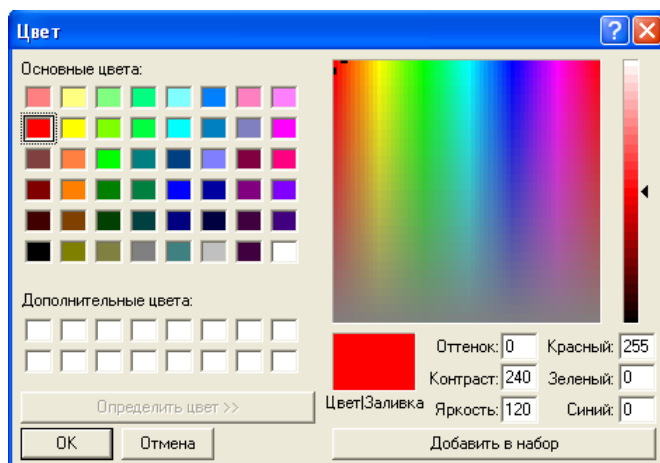 Цвет
Основные цвета:
Дополнительные цвета:
Определить цвет >>
OK
Отмена
Цвет|Заливка
Оттенок: 0
Контраст: 240
Яркость: 120
Красный: 255
Зеленый: 0
Синий: 0
Добавить в набор